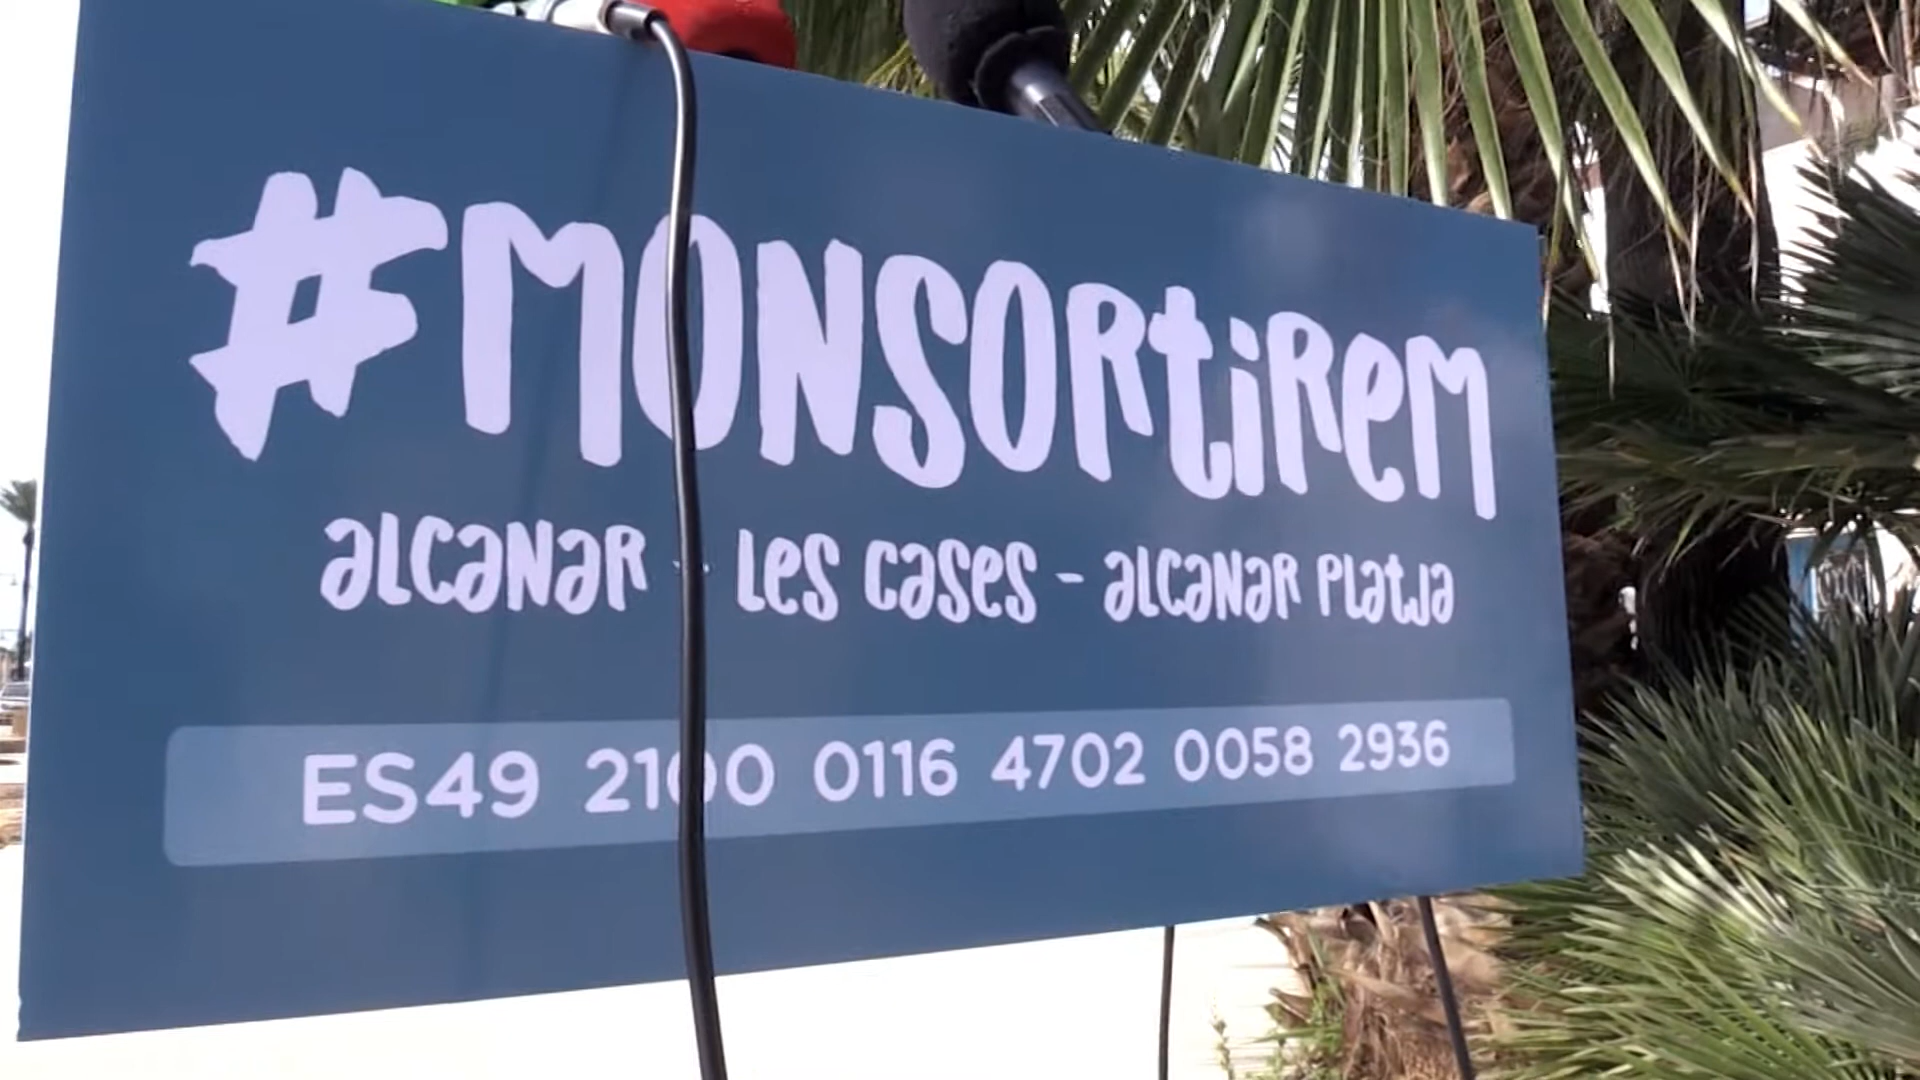 #MONSORTIREM
ALCANAR - LES CASES - ALCANAR PLATJA
ES49 2100 0116 4702 0058 2936